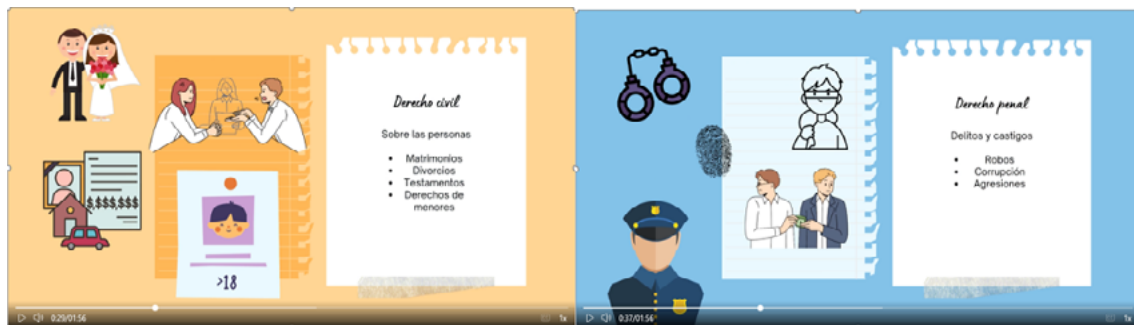 Derecho civil
Sobre las personas
• Matrimonios
• Divorcios
• Testamentos
• Derechos de
menores
$,$$$,$$$
>18
0:29/01:56
1x
Derecho penal
Delitos y castigos
• Robos
• Corrupción
• Agresiones
0:37/01:56
1x